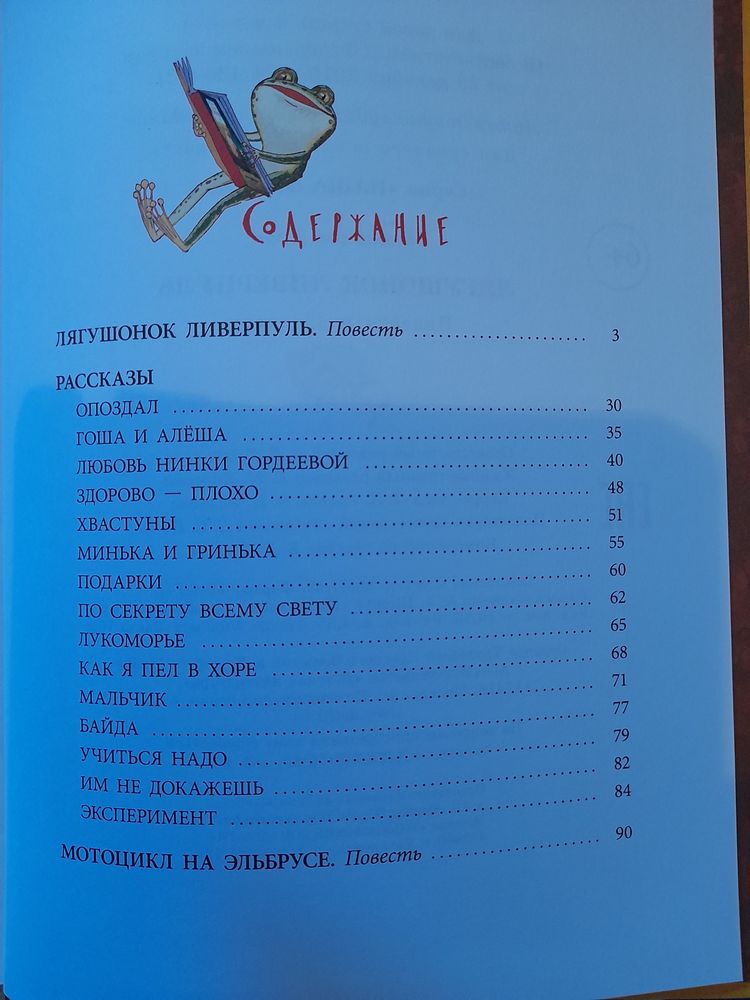 СОДЕРЖАНИЕ
ЛЯГУШОНОК ЛИВЕРПУЛЬ. Повесть 3
РАССКАЗЫ
ОПОЗДАЛ 30
ГОША И АЛЁША 35
ЛЮБОВЬ НИНКИ ГОРДЕЕВОЙ 40
ЗДОРОВО — ПЛОХО 48
ХВАСТУНЫ 51
МИНЬКА И ГРИНЬКА 55
ПОДАРКИ 60
ПО СЕКРЕТУ ВСЕМУ СВЕТУ 62
ЛУКОМОРЬЕ 65
КАК Я ПЕЛ В ХОРЕ 68
МАЛЬЧИК 71
БАЙДА 77
УЧИТЬСЯ НАДО 79
ИМ НЕ ДОКАЖЕШЬ 82
ЭКСПЕРИМЕНТ 84
МОТОЦИКЛ НА ЭЛЬБРУСЕ. Повесть 90